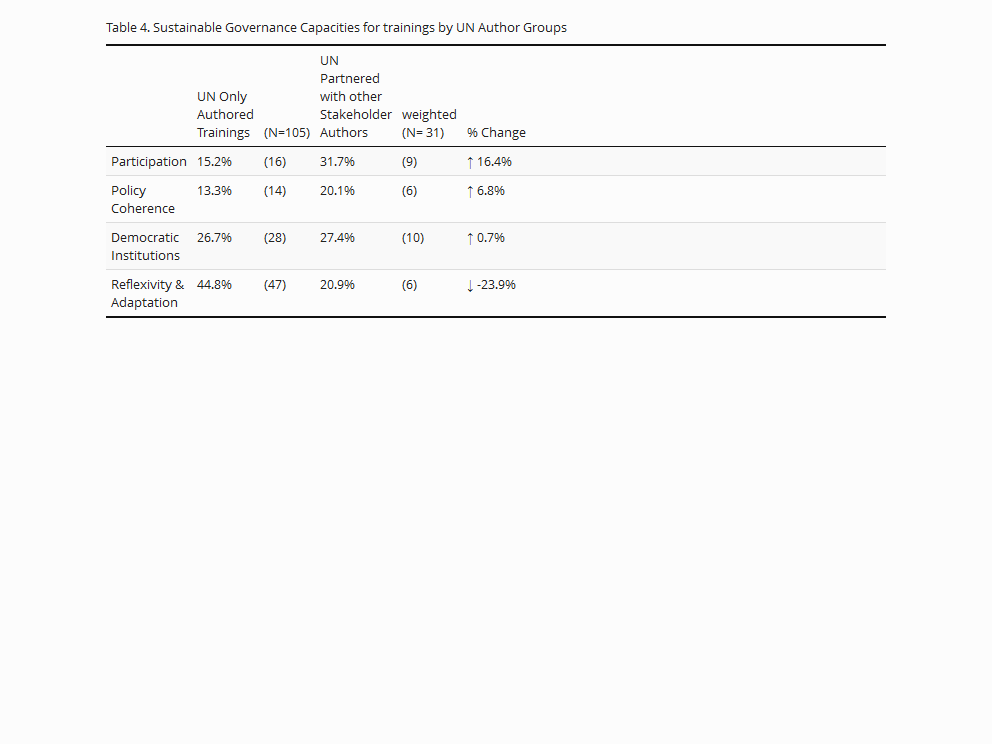 Table 4. Sustainable Governance Capacities for trainings by UN Author Groups
UN
Partnered
UN Only with other
Authored Stakeholder weighted
Trainings (N=105) Authors (N= 31) % Change
Participation 15.2% (16) 31.7% (9) ↑ 16.4%
Policy 13.3% (14) 20.1% (6) ↑ 6.8%
Coherence
Democratic 26.7% (28) 27.4% (10) ↑ 0.7%
Institutions
Reflexivity & 44.8% (47) 20.9% (6) ↓ -23.9%
Adaptation